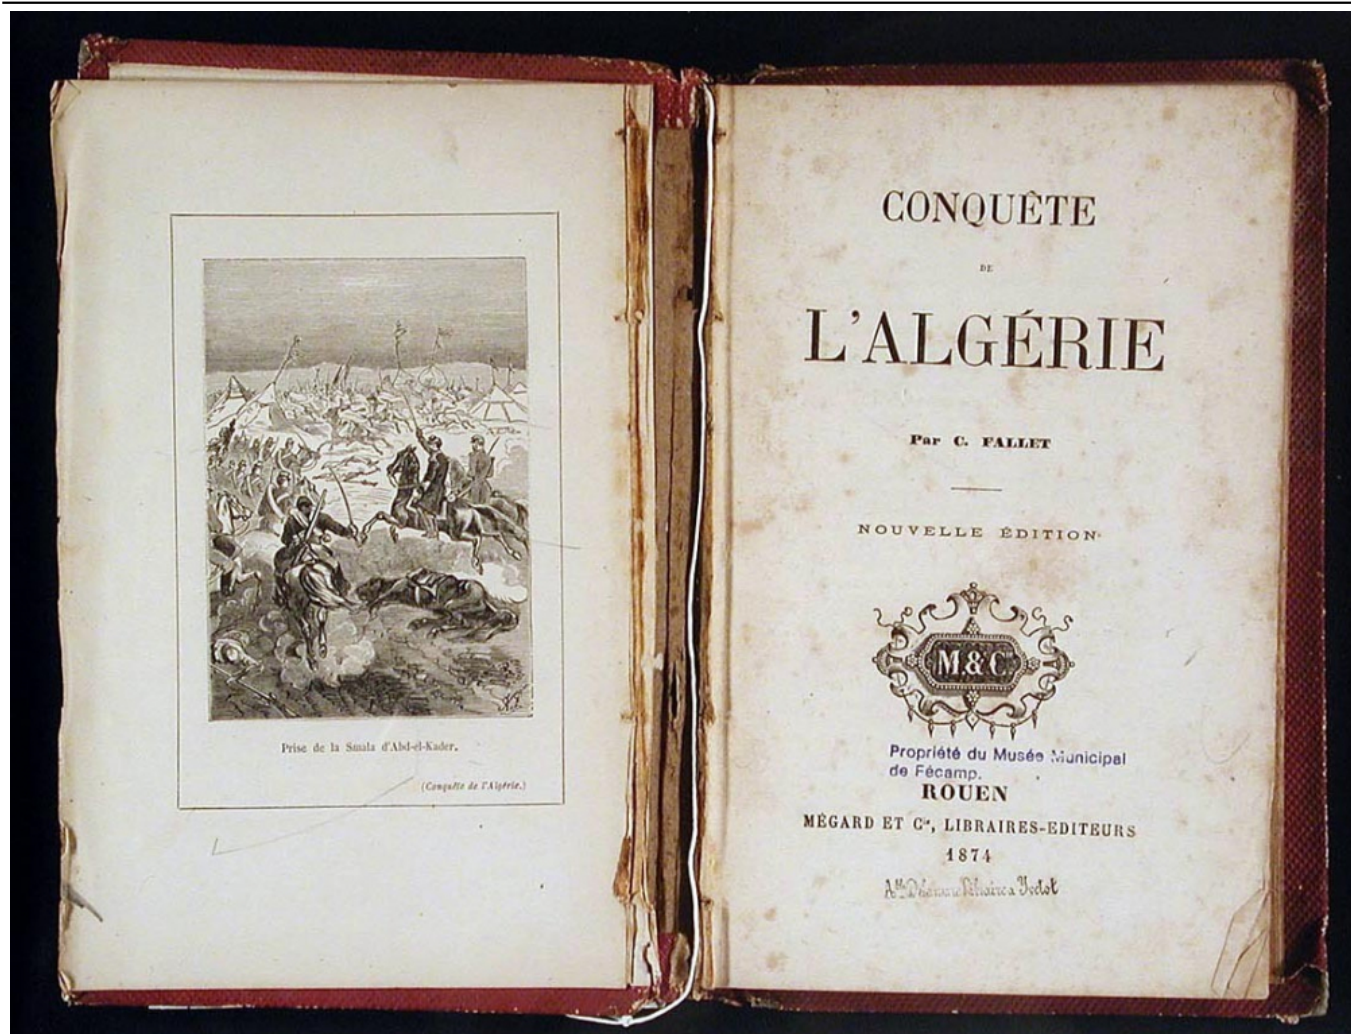 Prise de la Smala d'Abd-el-Kader.
(Conquête de l'Algérie.)
CONQUÊTE
DE
L'ALGÉRIE
Par C. FALLET
NOUVELLE ÉDITION
M. & C.
Propriété du Musée Municipal
de Fécamp.
ROUEN
MÉGARD ET Cie, LIBRAIRES-EDITEURS
1874